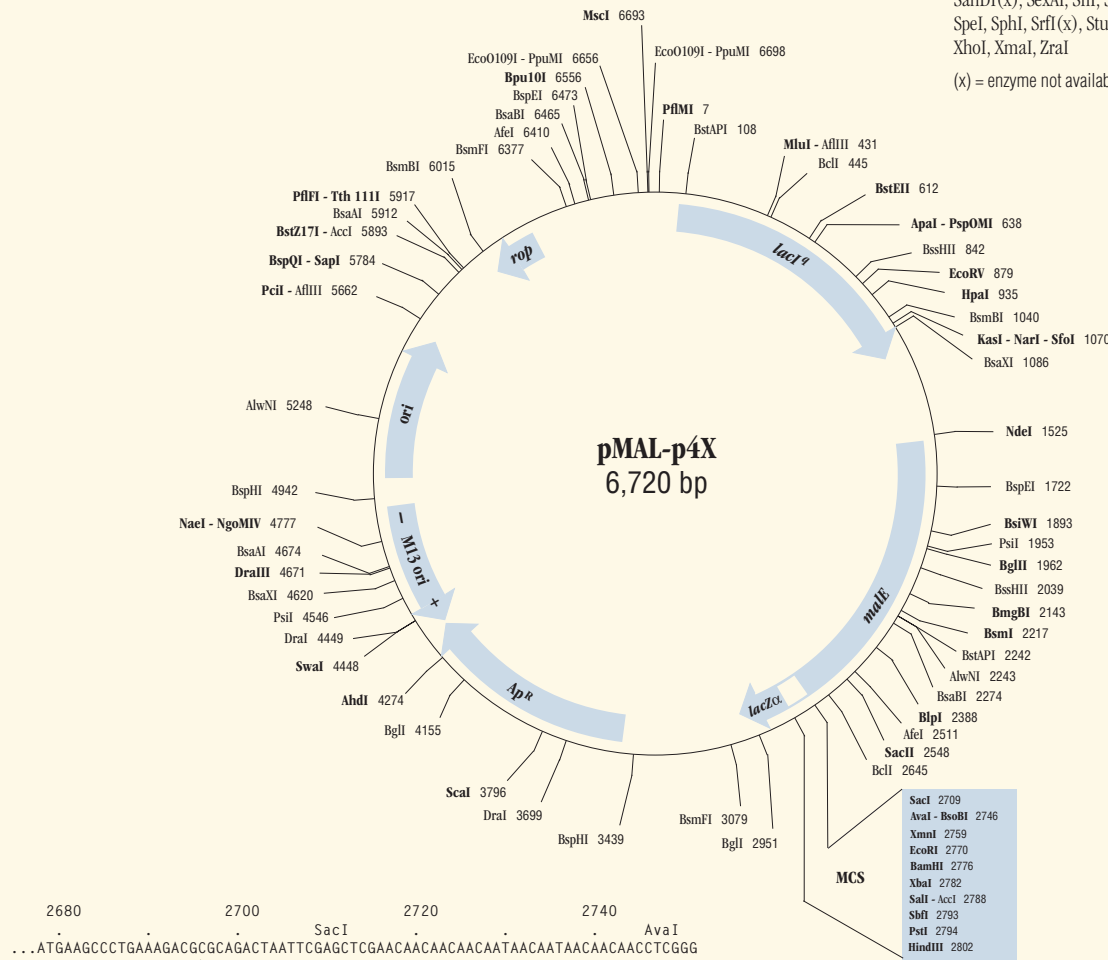 SanDI(x), SexAI, SfiI, S
SpeI, SphI, SrfI(x), Stu
XhoI, XmaI, ZraI
(x) = enzyme not availab
MscI 6693
EcoO109I - PpuMI 6698
EcoO109I - PpuMI 6656
Bpu10I 6556
BspEI 6473
BsaBI 6465
AfeI 6410
BsmFI 6377
BsmBI 6015
PflFI - Tth 111I 5917
BsaAI 5912
BstZ17I - AccI 5893
BspQI - SapI 5784
PciI - AflIII 5662
AlwNI 5248
BspHI 4942
NaeI - NgoMIV 4777
BsaAI 4674
DraIII 4671
BsaXI 4620
PsiI 4546
DraI 4449
SwaI 4448
AhdI 4274
BglI 4155
ScaI 3796
DraI 3699
BspHI 3439
PflMI 7
BstAPI 108
MluI - AflIII 431
BclI 445
BstEII 612
ApaI - PspOMI 638
BssHII 842
EcoRV 879
HpaI 935
BsmBI 1040
KasI - NarI - SfoI 1070
BsaXI 1086
NdeI 1525
BspEI 1722
BsiWI 1893
PsiI 1953
BglII 1962
BssHII 2039
BmgBI 2143
BsmI 2217
BstAPI 2242
AlwNI 2243
BsaBI 2274
BlpI 2388
AfeI 2511
SacII 2548
BclI 2645
BsmFI 3079
BglI 2951
rop
lacIq
ori
pMAL-p4X
6,720 bp
– M13 ori +
malE
lacZα
ApR
MCS
SacI 2709
AvaI - BsoBI 2746
XmnI 2759
EcoRI 2770
BamHI 2776
XbaI 2782
SalI - AccI 2788
SbfI 2793
PstI 2794
HindIII 2802
2680 2700 2720 2740
SacI AvaI
...ATGAAGCCCTGAAAGACGCGCAGACTAATTCGAGCTCGAACAACAACAACAATAACAATAACAACAACCTCGGG